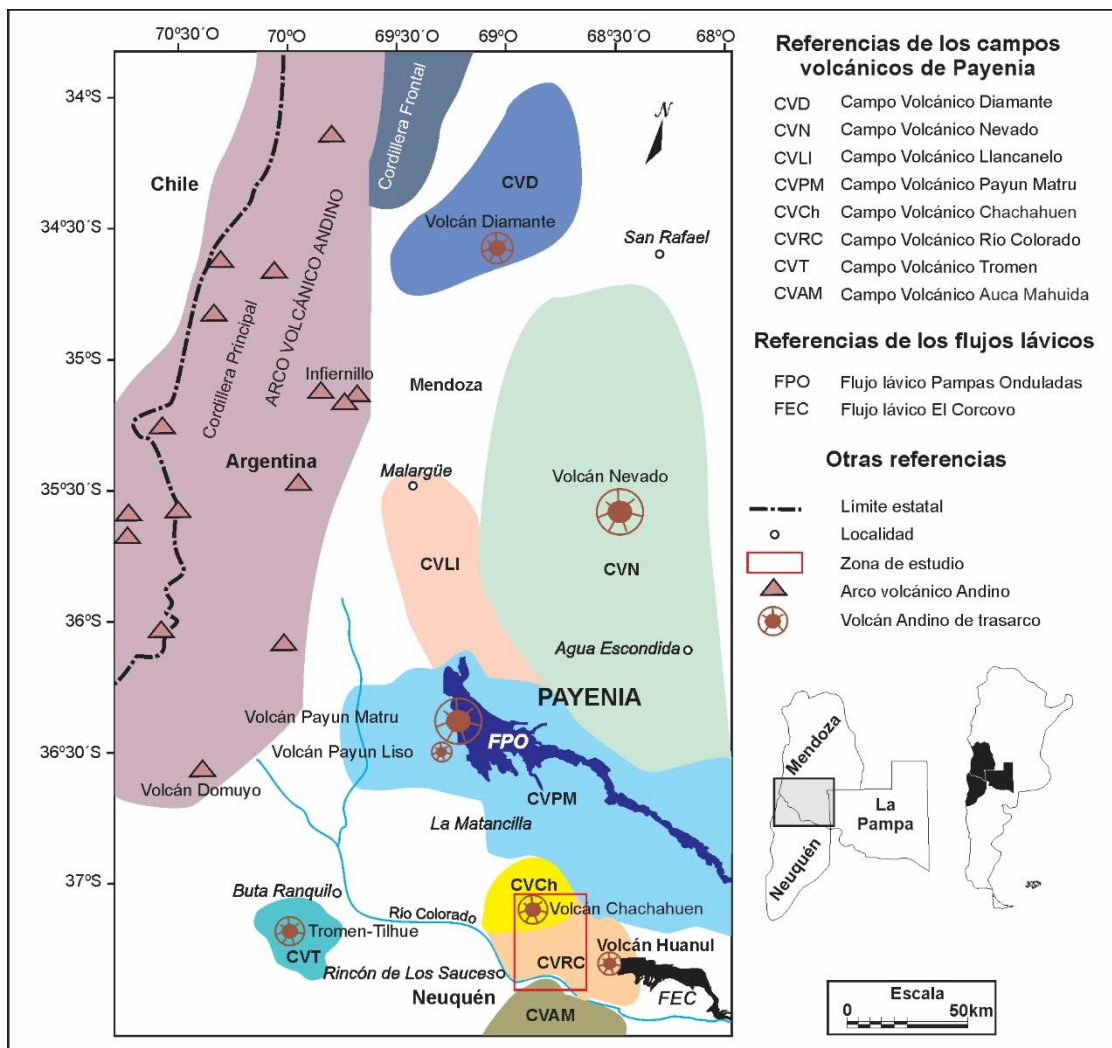 70º30´O
70ºO
69º30´O
69ºO
68º30´O
68ºO
34ºS
34º30´S
35ºS
35º30´S
36ºS
36º30´S
37ºS
Chile
Cordillera Frontal
CVD
Volcán Diamante
San Rafael
N
Cordillera Principal
ARCO VOLCÁNICO ANDINO
Infiernillo
Mendoza
Argentina
Malargüe
Volcán Nevado
CVLI
CVN
Agua Escondida
PAYENIA
Volcán Payun Matru
Volcán Payun Liso
FPO
CVPM
Volcán Domuyo
La Matancilla
Buta Ranquil
Río Colorado
CVCh
Volcán Chachahuen
Tromen-Tilhue
CVT
Volcán Huanul
CVRC
Rincón de Los Sauces
Neuquén
FEC
CVAM
Referencias de los campos
volcánicos de Payenia
CVD Campo Volcánico Diamante
CVN Campo Volcánico Nevado
CVLI Campo Volcánico Llancanelo
CVPM Campo Volcánico Payun Matru
CVCh Campo Volcánico Chachahuen
CVRC Campo Volcánico Río Colorado
CVT Campo Volcánico Tromen
CVAM Campo Volcánico Auca Mahuida
Referencias de los flujos lávicos
FPO Flujo lávico Pampas Onduladas
FEC Flujo lávico El Corcovo
Otras referencias
Límite estatal
Localidad
Zona de estudio
Arco volcánico Andino
Volcán Andino de trasarco
Mendoza
La
Pampa
Neuquén
Escala
0 50km